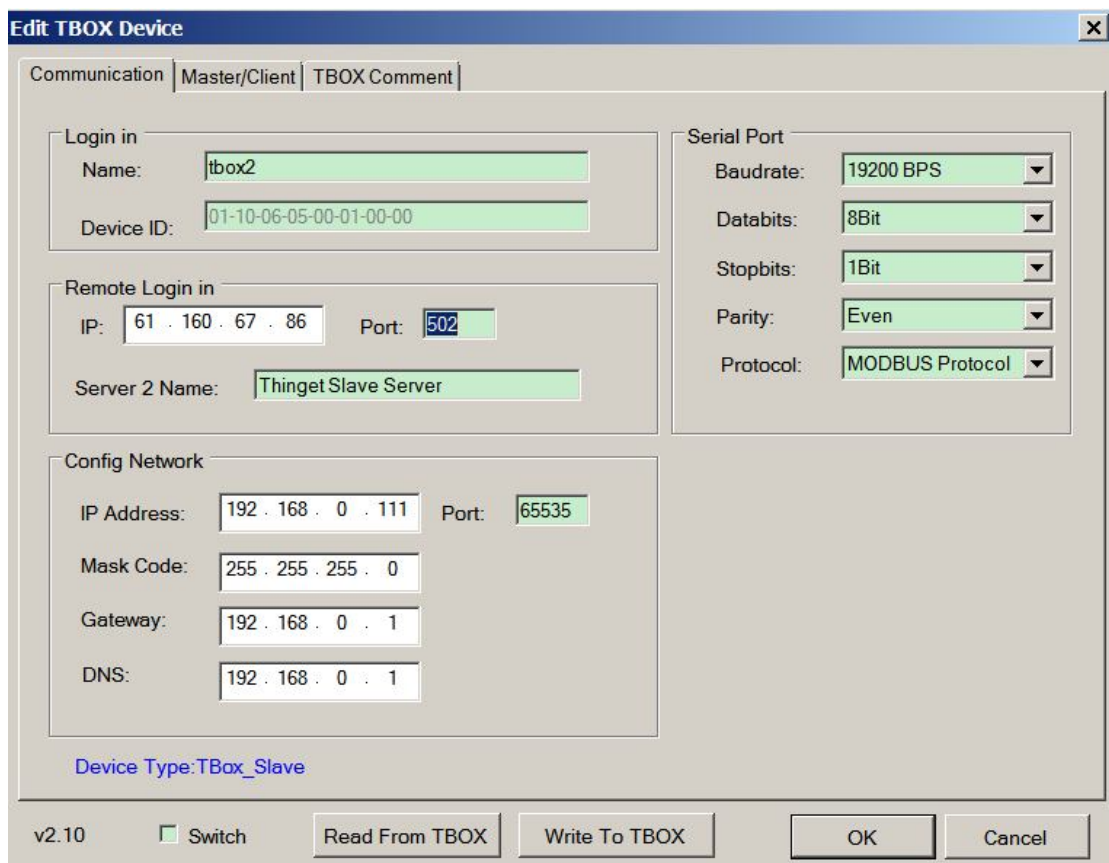 Edit TBOX Device
Communication Master/Client TBOX Comment
Login in
Name: tbox2
Device ID: 01-10-06-05-00-01-00-00
Remote Login in
IP: 61 . 160 . 67 . 86 Port: 502
Server 2 Name: Thinget Slave Server
Config Network
IP Address: 192 . 168 . 0 . 111 Port: 65535
Mask Code: 255 . 255 . 255 . 0
Gateway: 192 . 168 . 0 . 1
DNS: 192 . 168 . 0 . 1
Device Type:TBox_Slave
Serial Port
Baudrate: 19200 BPS
Databits: 8Bit
Stopbits: 1Bit
Parity: Even
Protocol: MODBUS Protocol
v2.10 Switch Read From TBOX Write To TBOX OK Cancel